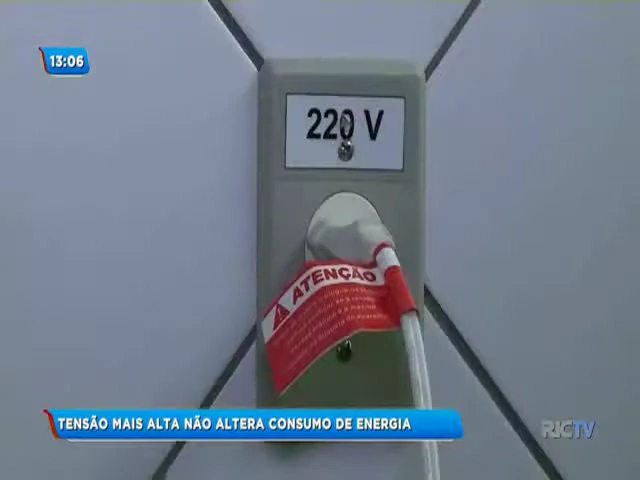 13:06
220 V
ATENÇÃO
TENSÃO MAIS ALTA NÃO ALTERA CONSUMO DE ENERGIA
RICTV